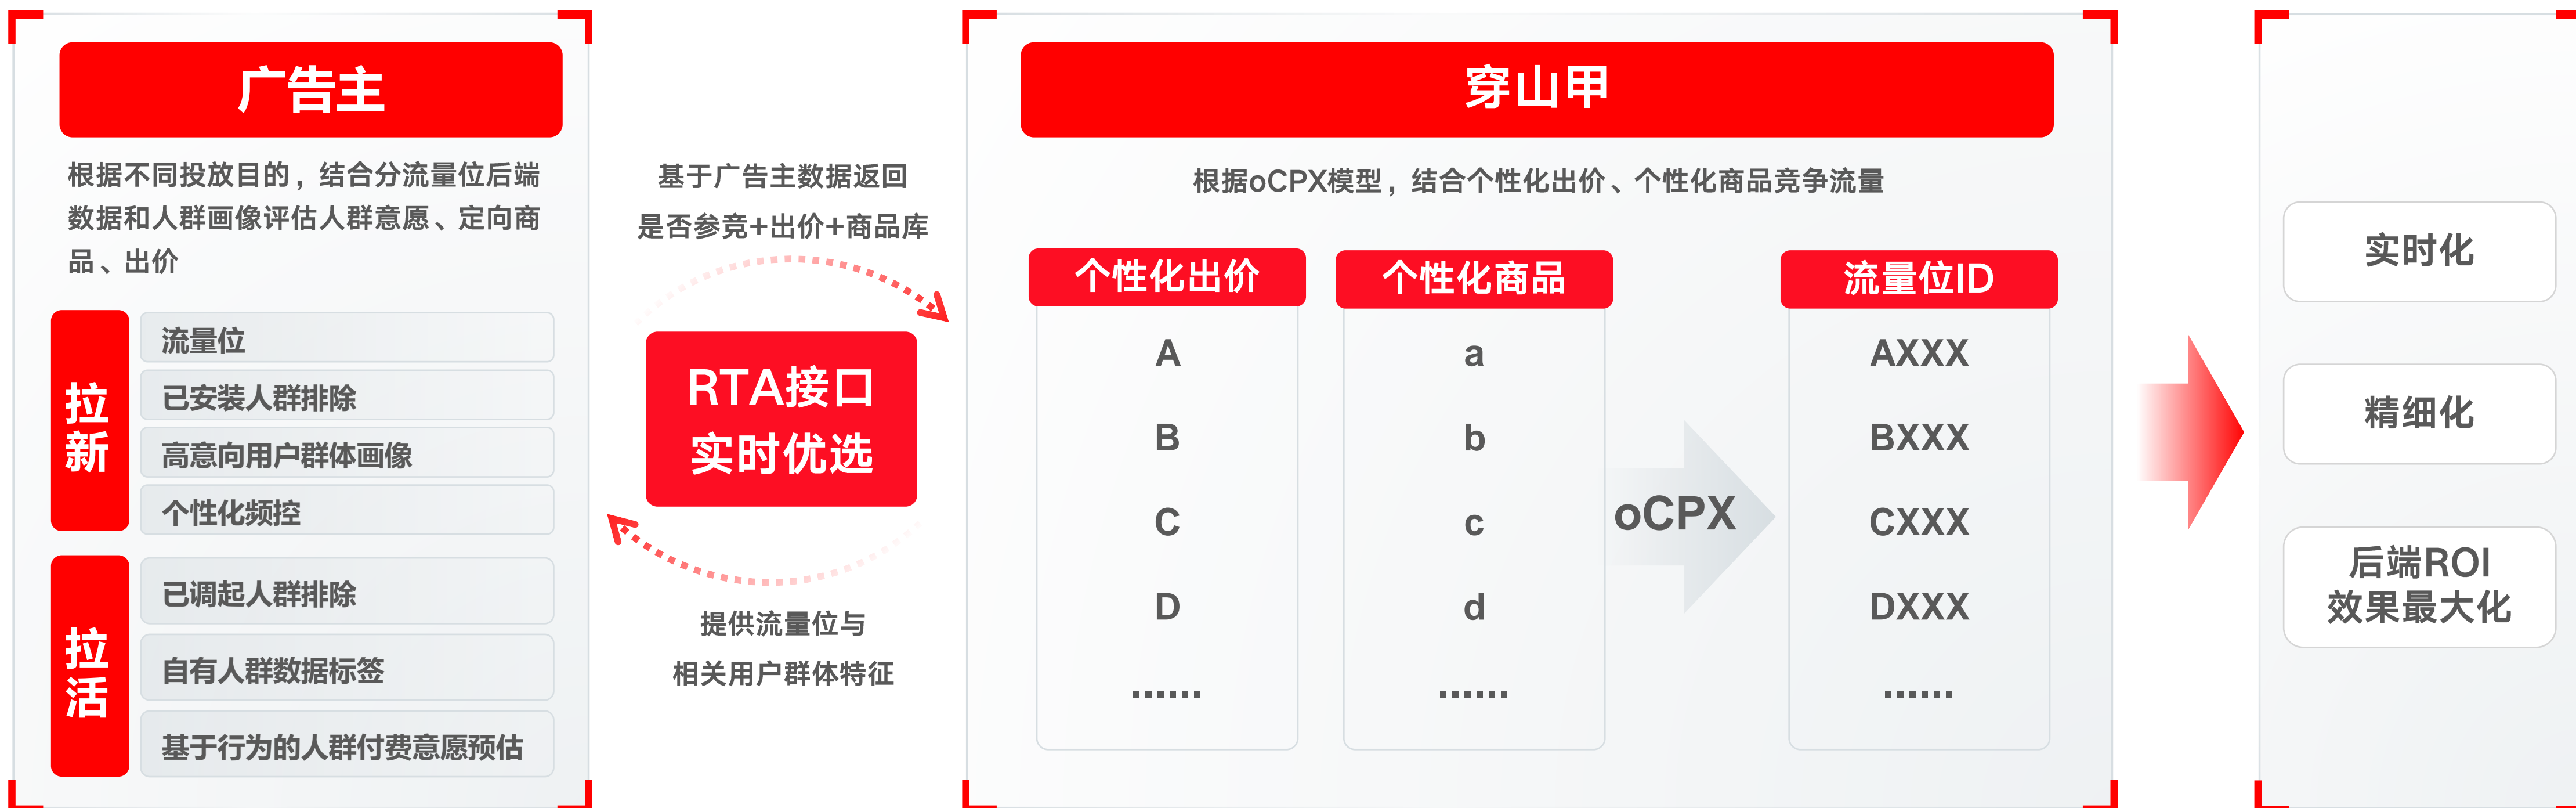 广告主
根据不同投放目的，结合分流量位后端
数据和人群画像评估人群意愿、定向商
品、出价
拉新
流量位
已安装人群排除
高意向用户群体画像
个性化频控
拉活
已调起人群排除
自有人群数据标签
基于行为的人群付费意愿预估
基于广告主数据返回
是否参竞+出价+商品库
RTA接口
实时优选
提供流量位与
相关用户群体特征
穿山甲
根据oCPX模型，结合个性化出价、个性化商品竞争流量
个性化出价
A
B
C
D
......
个性化商品
a
b
c
d
......
oCPX
流量位ID
AXXX
BXXX
CXXX
DXXX
......
实时化
精细化
后端ROI
效果最大化